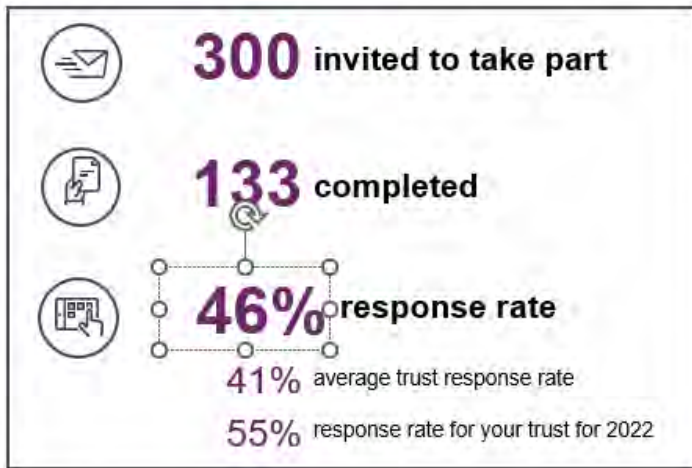 300 invited to take part
133 completed
46% response rate
41% average trust response rate
55% response rate for your trust for 2022